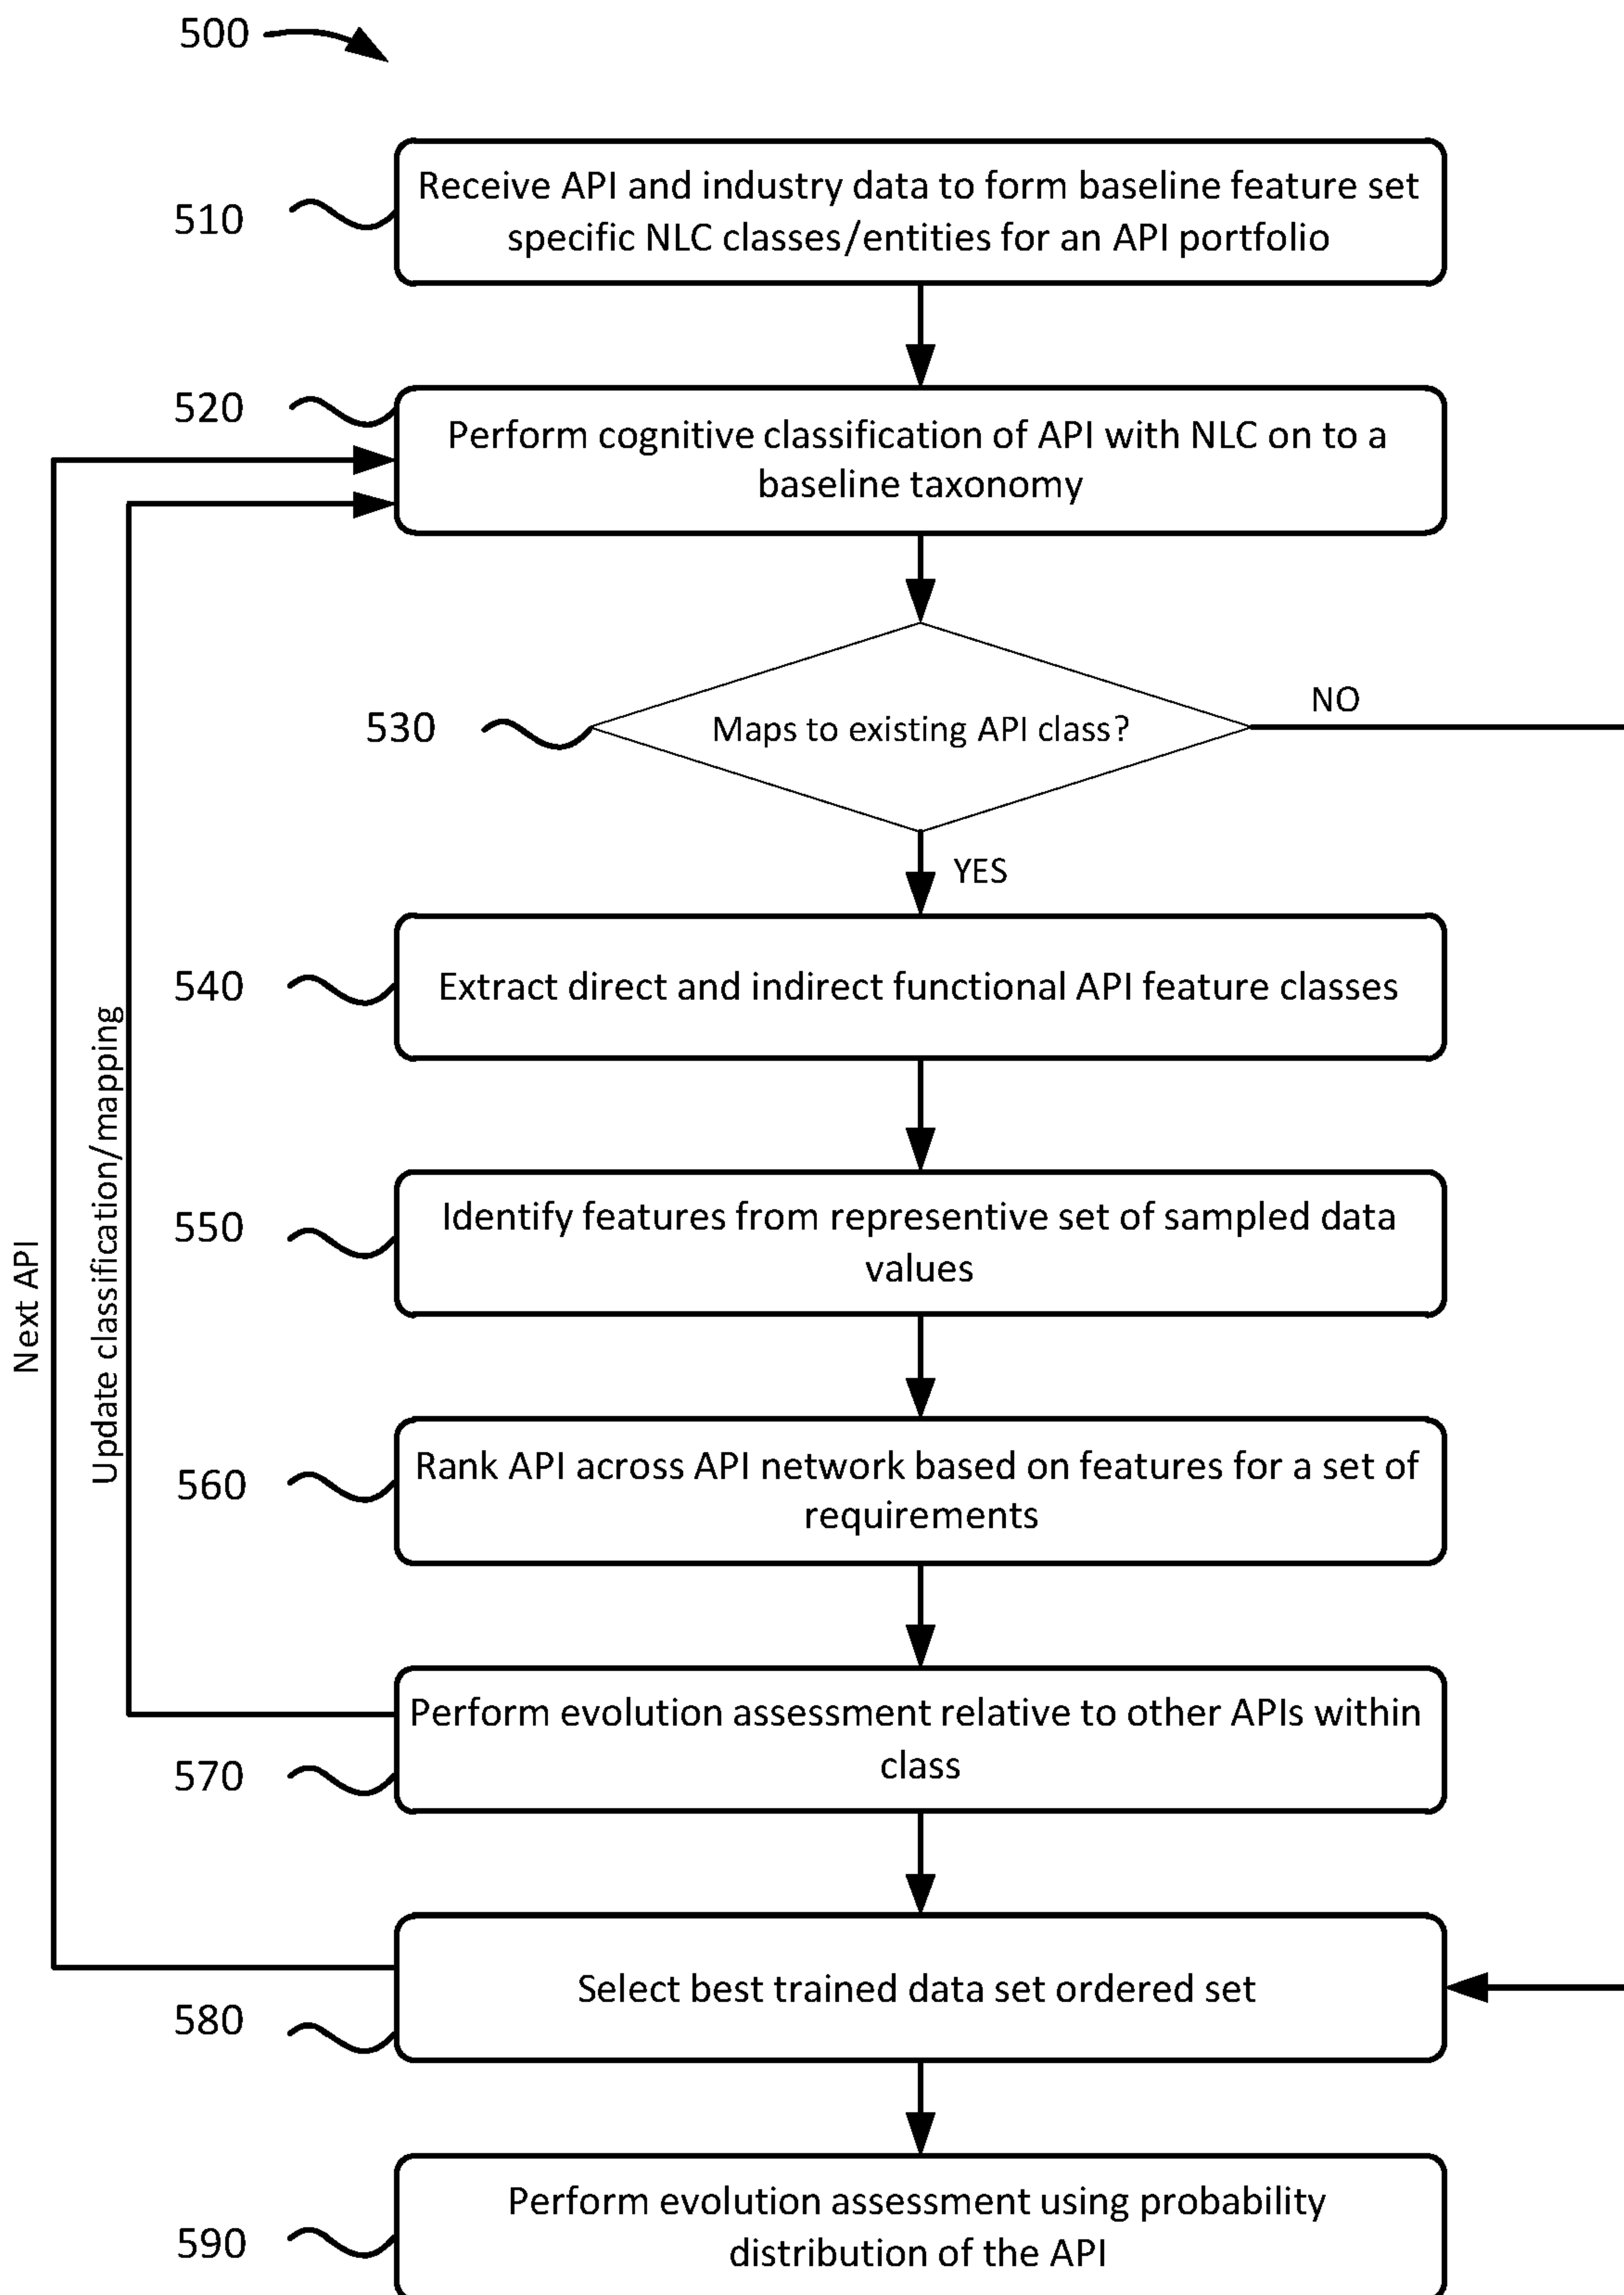 500
510
Receive API and industry data to form baseline feature set
specific NLC classes/entities for an API portfolio
520
Perform cognitive classification of API with NLC on to a
baseline taxonomy
530
Maps to existing API class?
NO
YES
540
Extract direct and indirect functional API feature classes
550
Identify features from representive set of sampled data
values
560
Rank API across API network based on features for a set of
requirements
570
Perform evolution assessment relative to other APIs within
class
580
Select best trained data set ordered set
590
Perform evolution assessment using probability
distribution of the API
Next API
Update classification/mapping